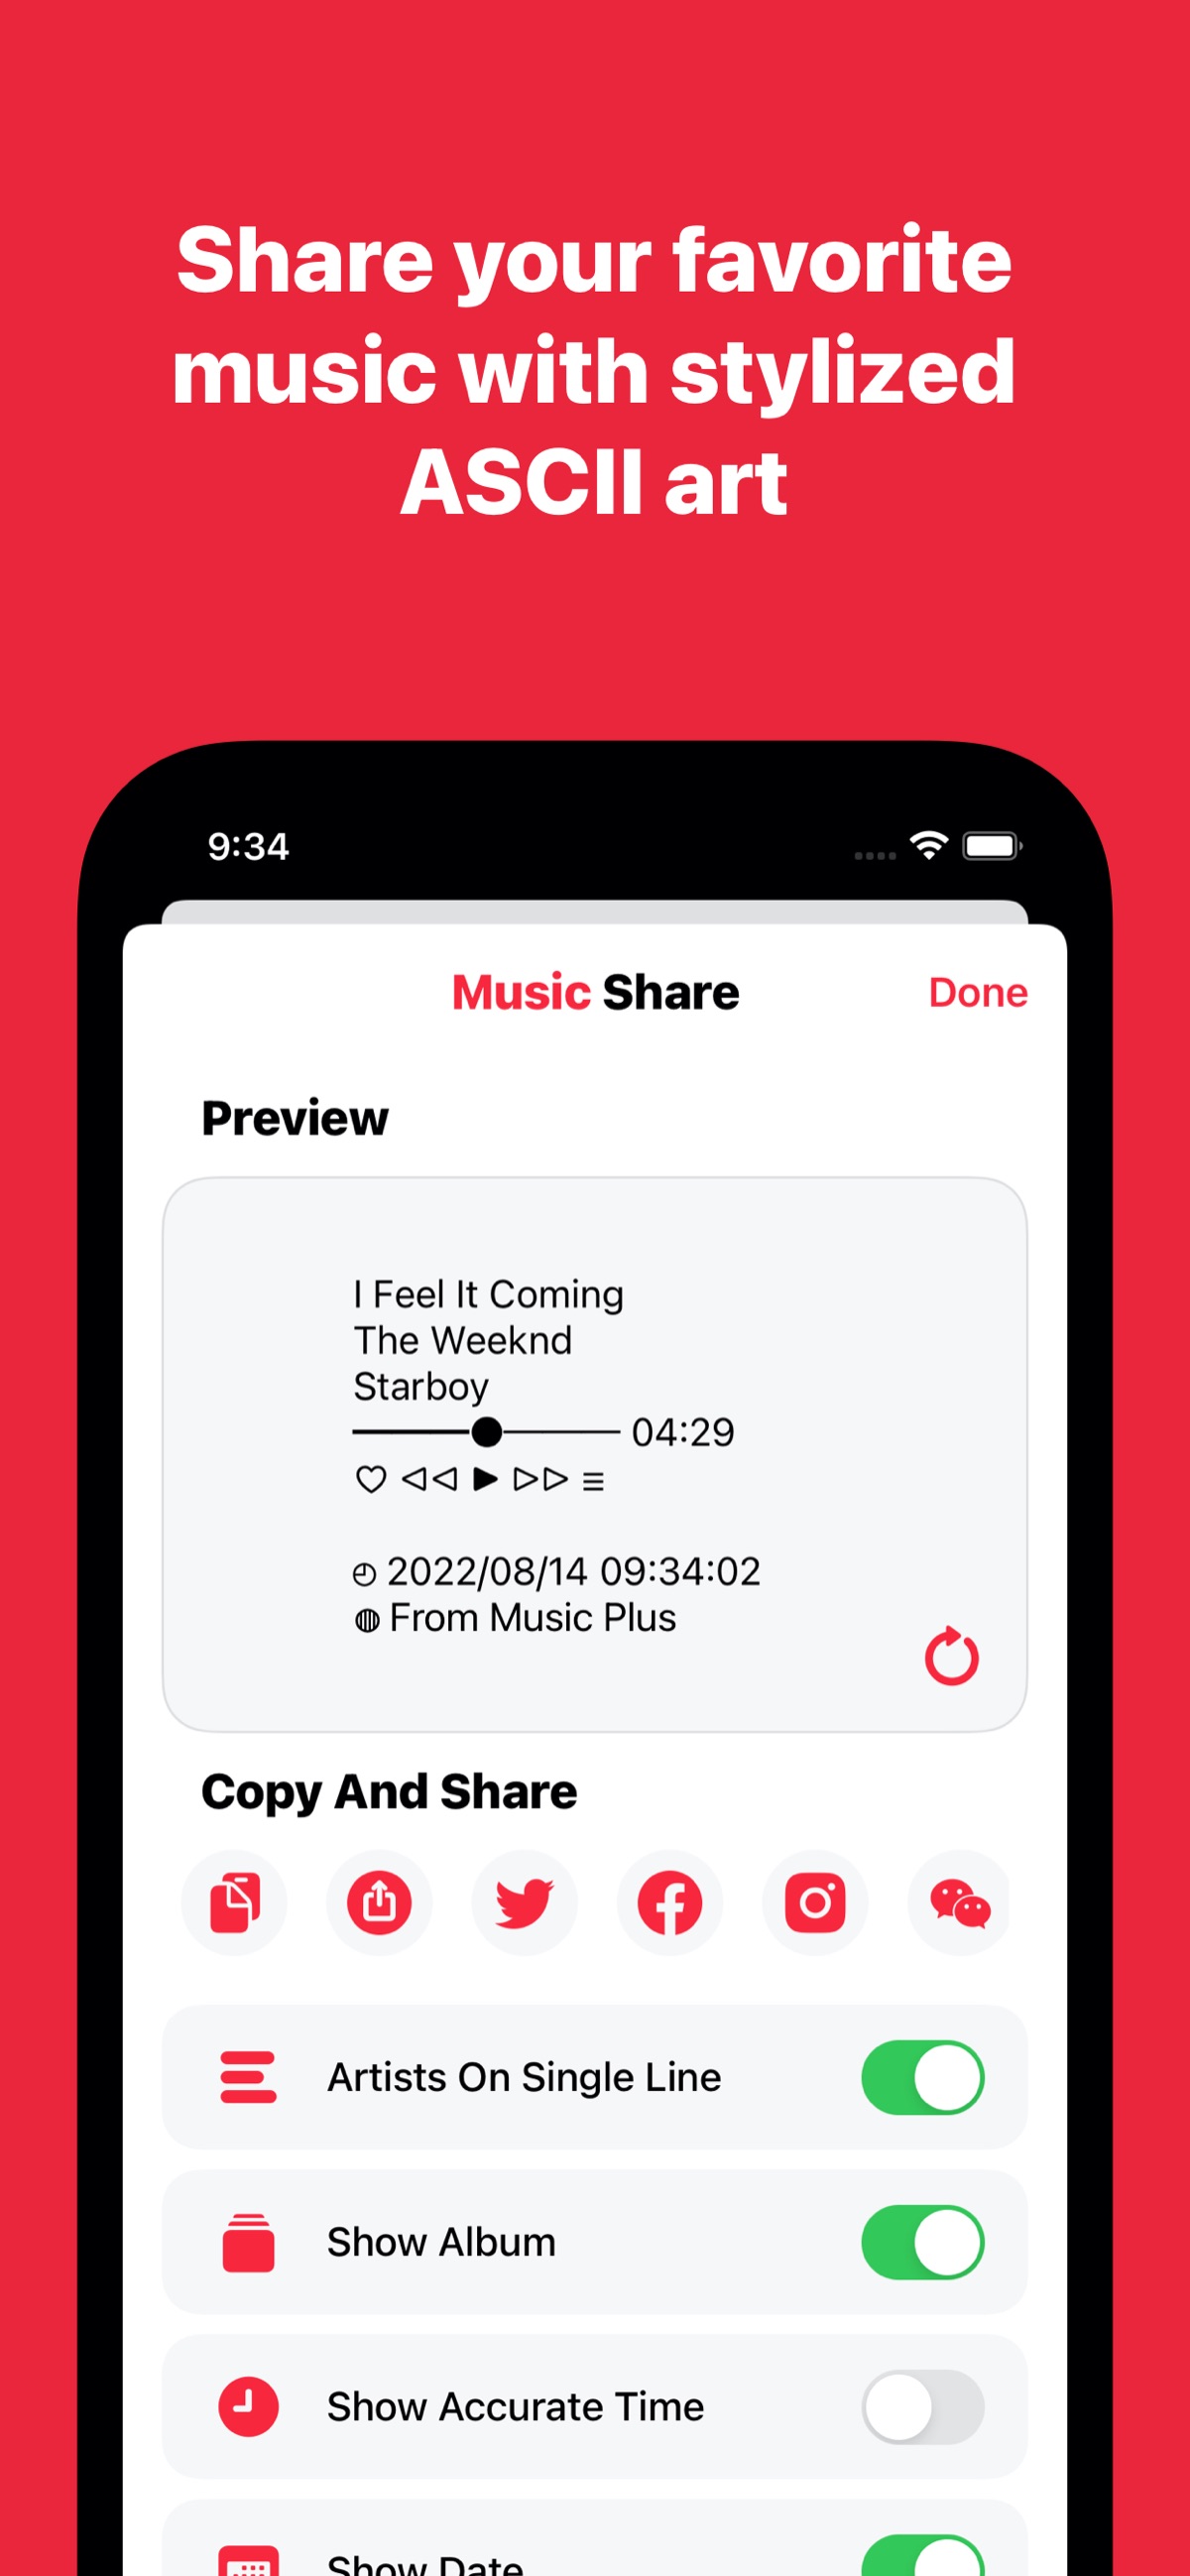 Share your favorite
music with stylized
ASCII art
9:34
Music Share
Done
Preview
I Feel It Coming
The Weeknd
Starboy
04:29
♡ ◁◁ ▶ ▷▷ ≡
◴ 2022/08/14 09:34:02
◍ From Music Plus
Copy And Share
Artists On Single Line
Show Album
Show Accurate Time
Show Date